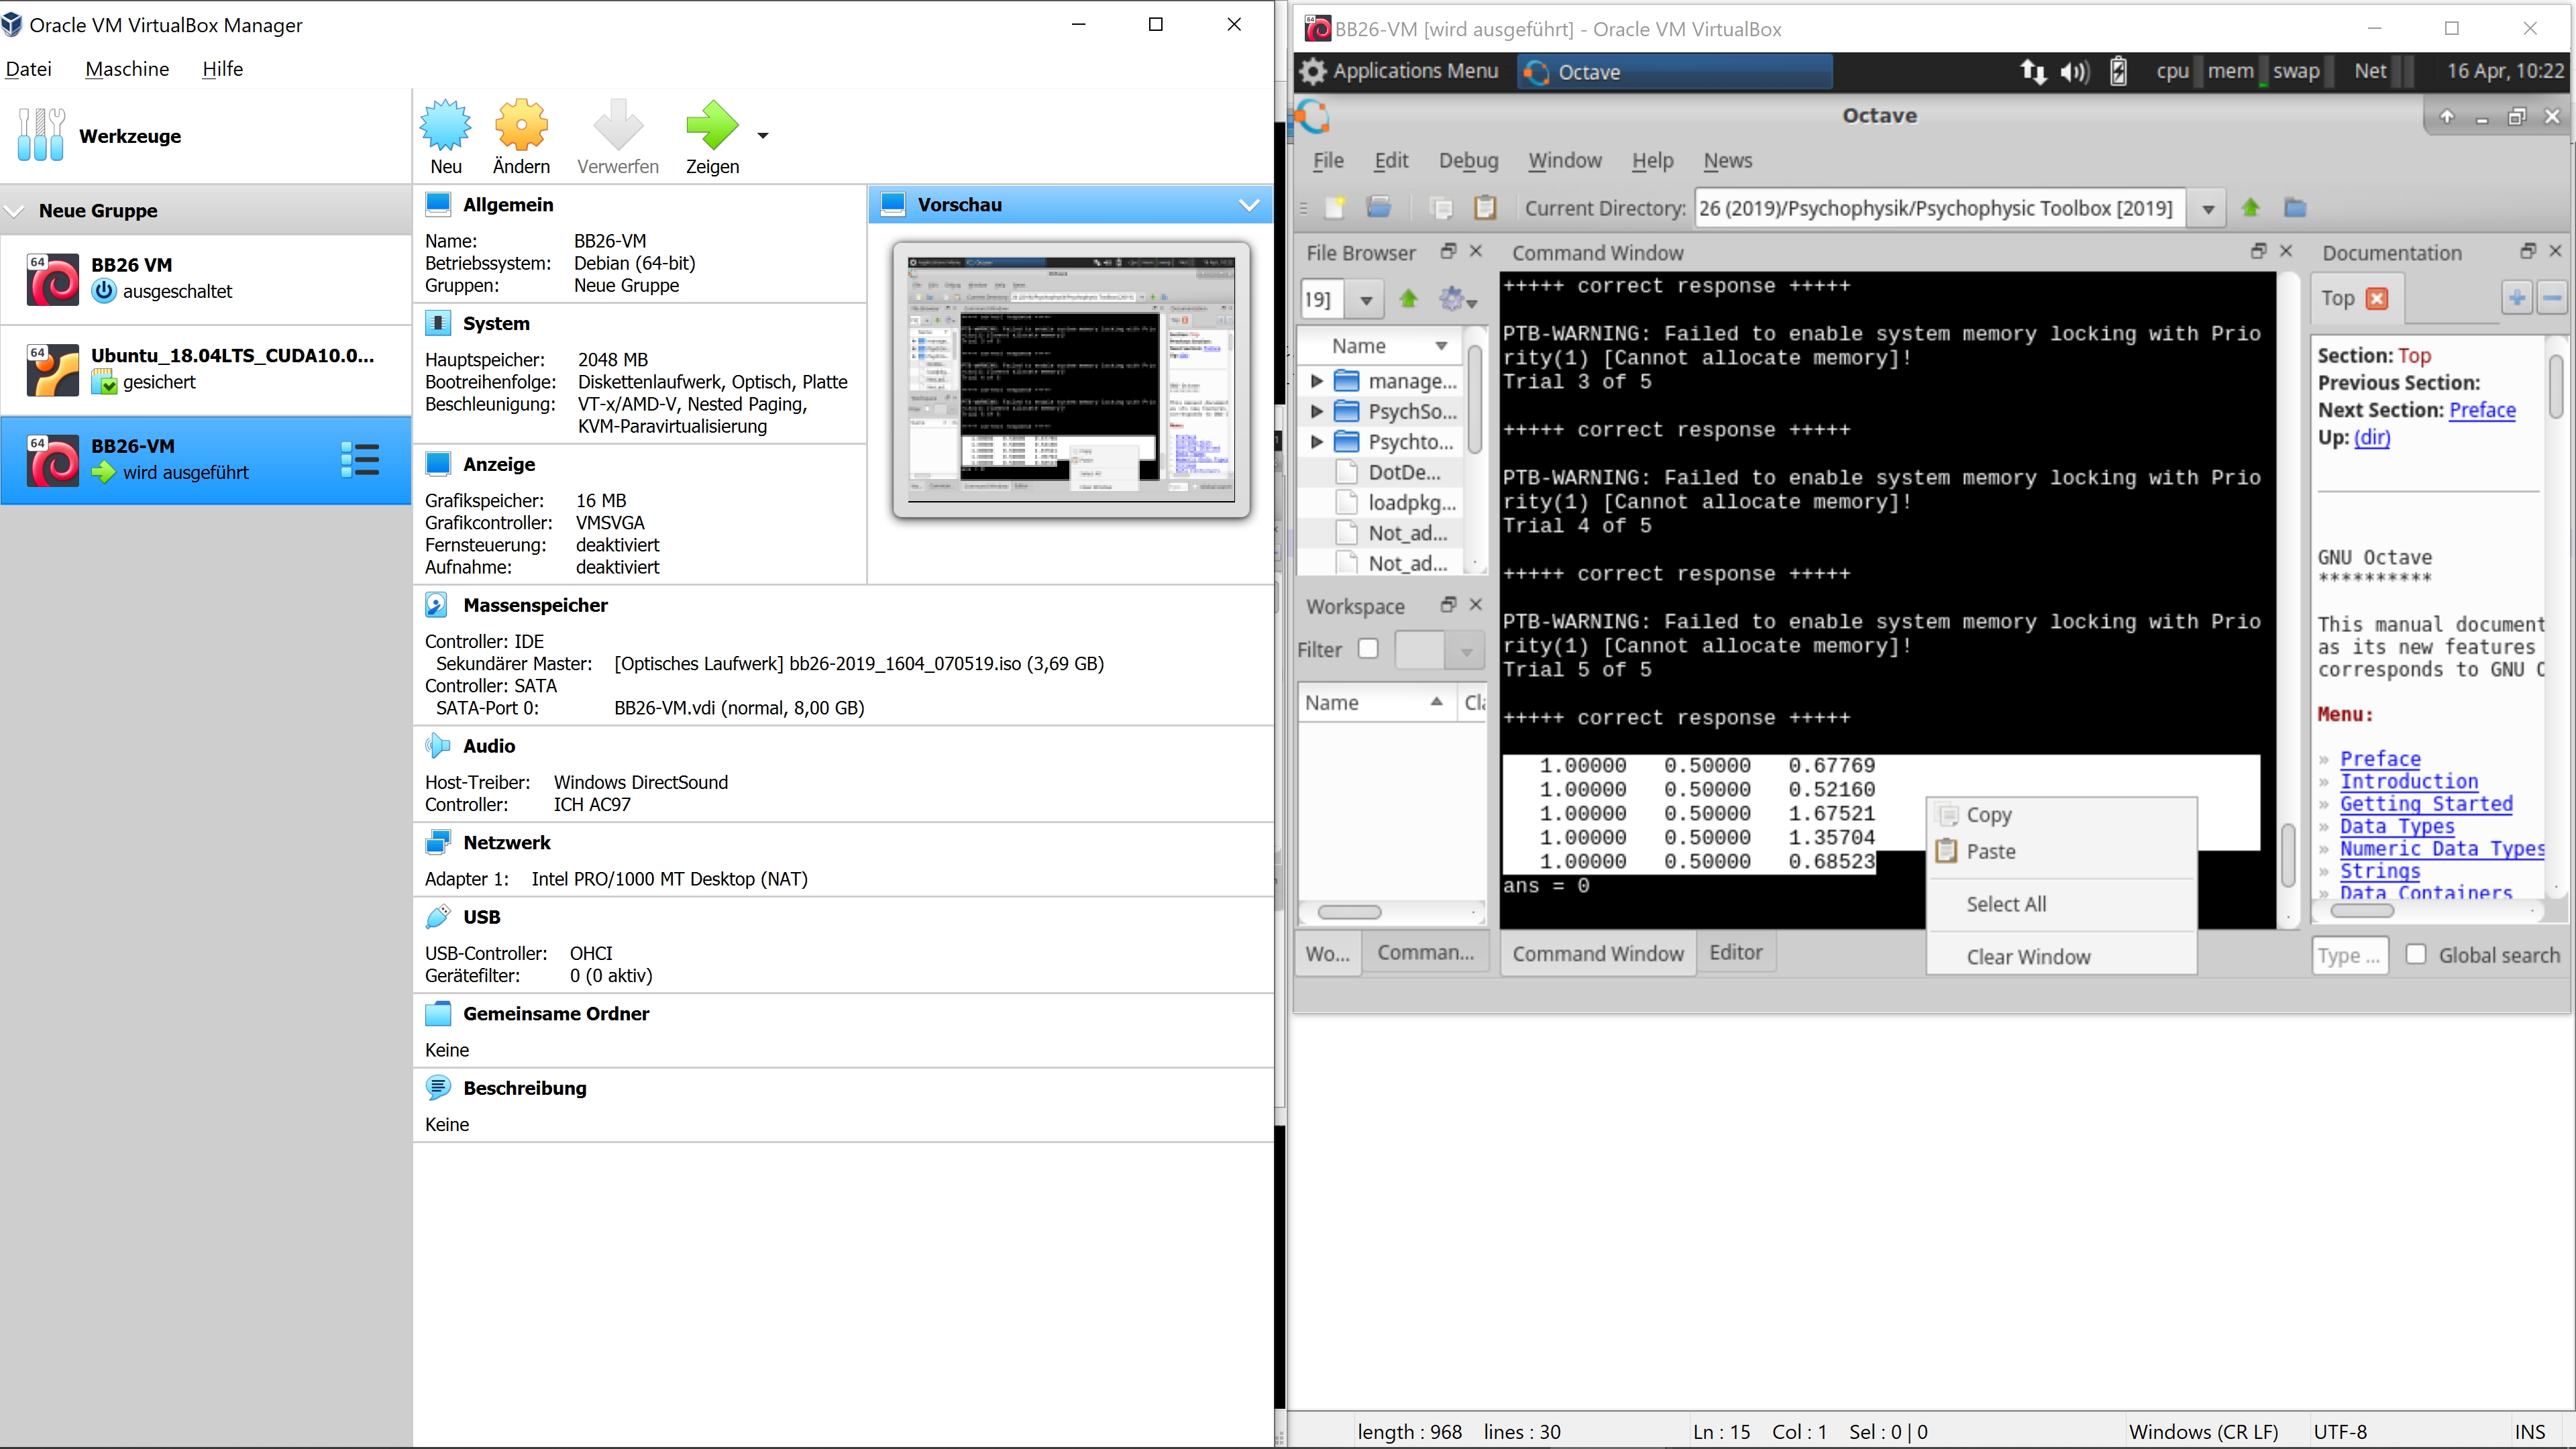 Oracle VM VirtualBox Manager
Datei Maschine Hilfe
Werkzeuge
Neu Ändern Verwerfen Zeigen
Neue Gruppe
64 BB26 VM
ausgeschaltet
64 Ubuntu_18.04LTS_CUDA10.0...
gesichert
64 BB26-VM
wird ausgeführt
Allgemein
Name: BB26-VM
Betriebssystem: Debian (64-bit)
Gruppen: Neue Gruppe
System
Hauptspeicher: 2048 MB
Bootreihenfolge: Diskettenlaufwerk, Optisch, Platte
Beschleunigung: VT-x/AMD-V, Nested Paging,
KVM-Paravirtualisierung
Anzeige
Grafikspeicher: 16 MB
Grafikcontroller: VMSVGA
Fernsteuerung: deaktiviert
Aufnahme: deaktiviert
Vorschau
Massenspeicher
Controller: IDE
Sekundärer Master: [Optisches Laufwerk] bb26-2019_1604_070519.iso (3,69 GB)
Controller: SATA
SATA-Port 0: BB26-VM.vdi (normal, 8,00 GB)
Audio
Host-Treiber: Windows DirectSound
Controller: ICH AC97
Netzwerk
Adapter 1: Intel PRO/1000 MT Desktop (NAT)
USB
USB-Controller: OHCI
Gerätefilter: 0 (0 aktiv)
Gemeinsame Ordner
Keine
Beschreibung
Keine
BB26-VM [wird ausgeführt] - Oracle VM VirtualBox
Applications Menu Octave cpu mem swap Net 16 Apr, 10:22
Octave
File Edit Debug Window Help News
Current Directory: 26 (2019)/Psychophysik/Psychophysic Toolbox [2019]
File Browser
19]
Name
manage...
PsychSo...
Psychto...
DotDe...
loadpkg...
Not_ad...
Not_ad...
Workspace
Filter
Name Cla
Wo... Comman...
Command Window
+++++ correct response +++++
PTB-WARNING: Failed to enable system memory locking with Prio
rity(1) [Cannot allocate memory]!
Trial 3 of 5
+++++ correct response +++++
PTB-WARNING: Failed to enable system memory locking with Prio
rity(1) [Cannot allocate memory]!
Trial 4 of 5
+++++ correct response +++++
PTB-WARNING: Failed to enable system memory locking with Prio
rity(1) [Cannot allocate memory]!
Trial 5 of 5
+++++ correct response +++++
1.00000 0.50000 0.67769
1.00000 0.50000 0.52160
1.00000 0.50000 1.67521
1.00000 0.50000 1.35704
1.00000 0.50000 0.68523
ans = 0
Copy
Paste
Select All
Clear Window
Command Window Editor
Documentation
Top
Section: Top
Previous Section:
Next Section: Preface
Up: (dir)
GNU Octave
**********
This manual document
as its new features
corresponds to GNU O
Menu:
» Preface
» Introduction
» Getting Started
» Data Types
» Numeric Data Types
» Strings
» Data Containers
Type ... Global search
length : 968 lines : 30 Ln : 15 Col : 1 Sel : 0 | 0 Windows (CR LF) UTF-8 INS